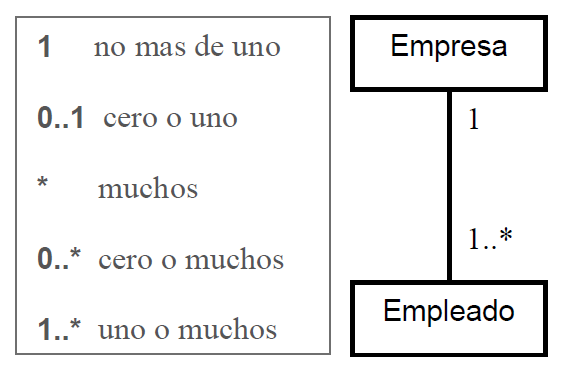 1 no mas de uno
0..1 cero o uno
* muchos
0..* cero o muchos
1..* uno o muchos
Empresa
1
1..*
Empleado